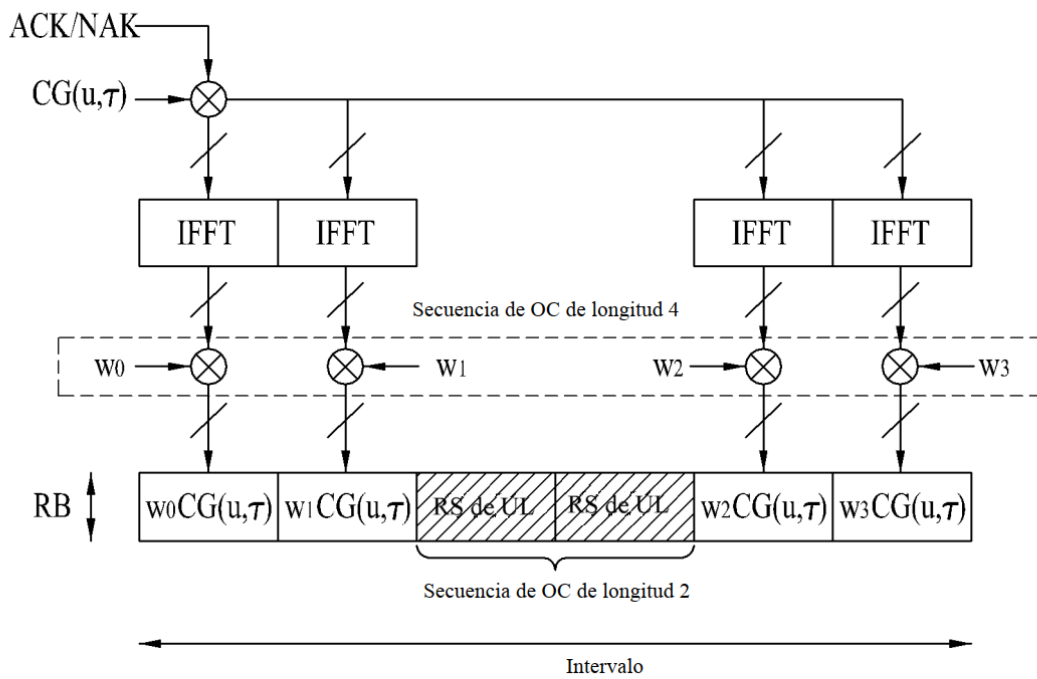 ACK/NAK
CG(u,τ)
IFFT IFFT IFFT IFFT
Secuencia de OC de longitud 4
W0 W1 W2 W3
RB w0CG(u,τ) w1CG(u,τ) RS de UL RS de UL w2CG(u,τ) w3CG(u,τ)
Secuencia de OC de longitud 2
Intervalo